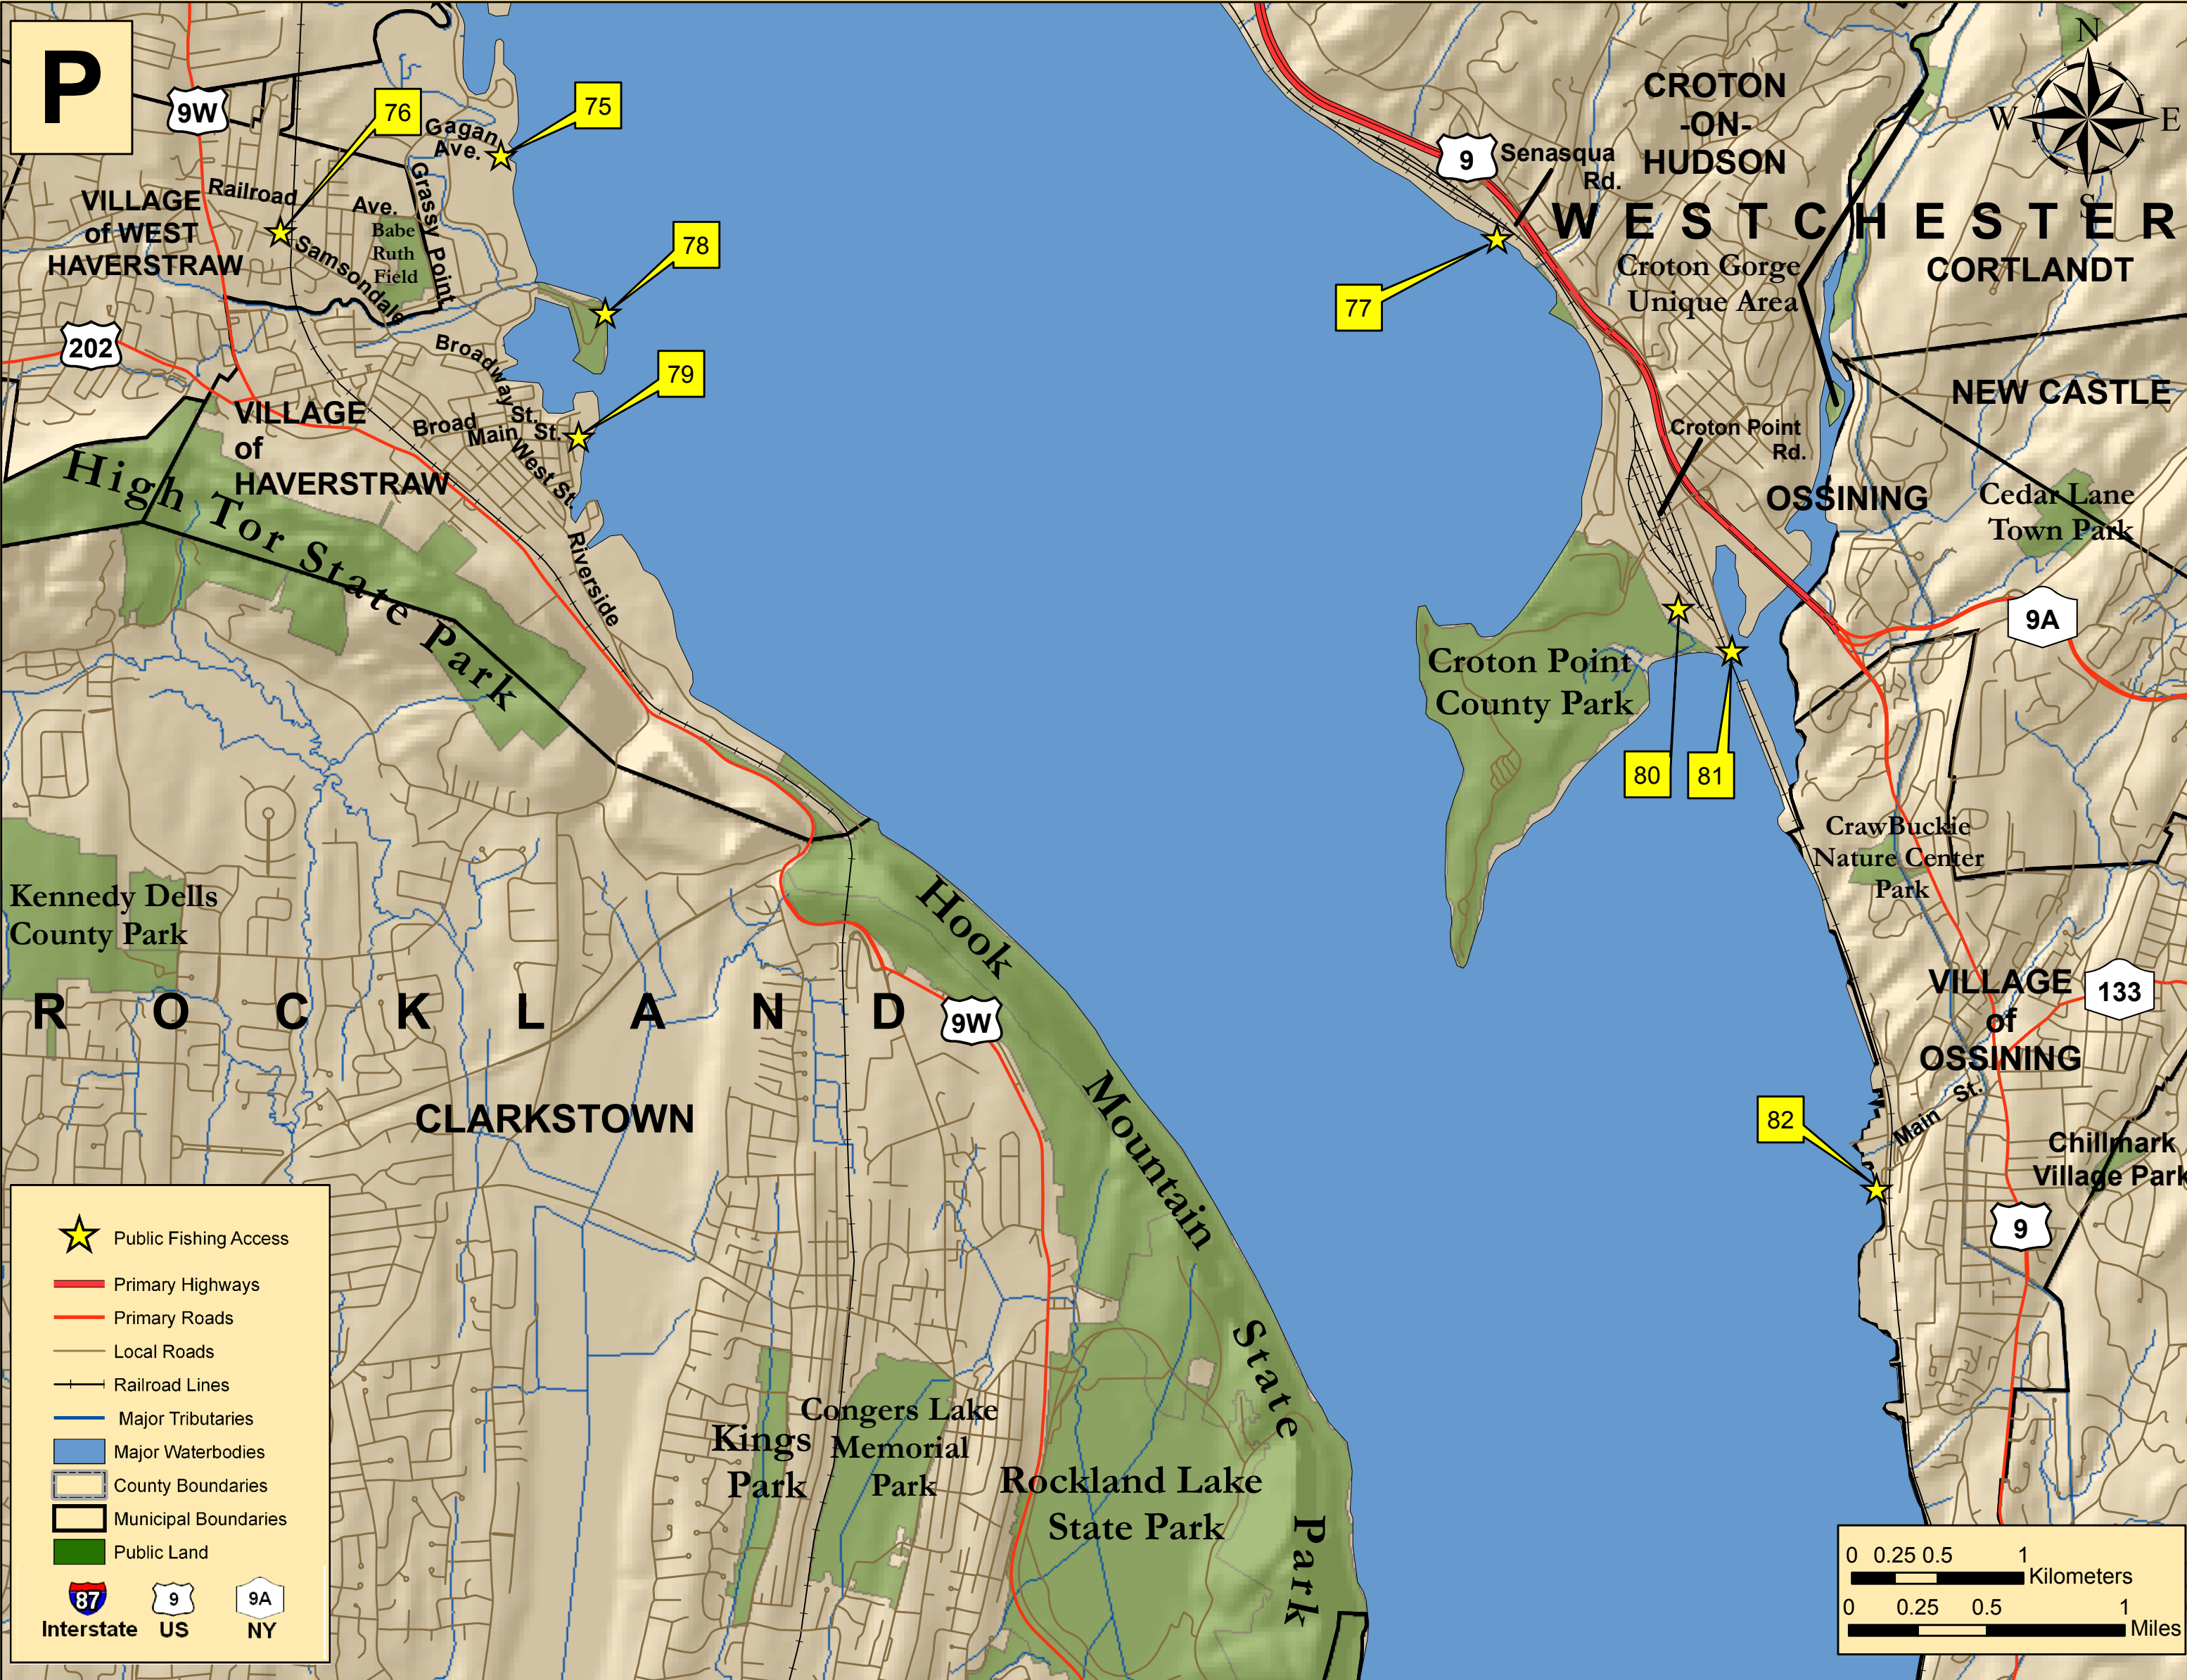 P
9W
76
75
Gagan
Ave.
Railroad
Ave.
Grassy Point
VILLAGE
of WEST
HAVERSTRAW
Samsondale
Babe
Ruth
Field
78
202
Broadway
79
Broad St.
Main St.
West St.
VILLAGE
of
HAVERSTRAW
High Tor State Park
Riverside
9
Senasqua
Rd.
CROTON
-ON-
HUDSON
N
W
E
S
WESTCHESTER
77
Croton Gorge
Unique Area
CORTLANDT
NEW CASTLE
Croton Point
Rd.
OSSINING
Cedar Lane
Town Park
9A
Croton Point
County Park
80
81
CrawBuckie
Nature Center
Park
Kennedy Dells
County Park
ROCKLAND
9W
Hook Mountain State Park
CLARKSTOWN
VILLAGE
of
OSSINING
133
Main St.
82
Chillmark
Village Park
9
Kings
Park
Congers Lake
Memorial
Park
Rockland Lake
State Park
Public Fishing Access
Primary Highways
Primary Roads
Local Roads
Railroad Lines
Major Tributaries
Major Waterbodies
County Boundaries
Municipal Boundaries
Public Land
87 9 9A
Interstate US NY
0 0.25 0.5 1
Kilometers
0 0.25 0.5 1
Miles